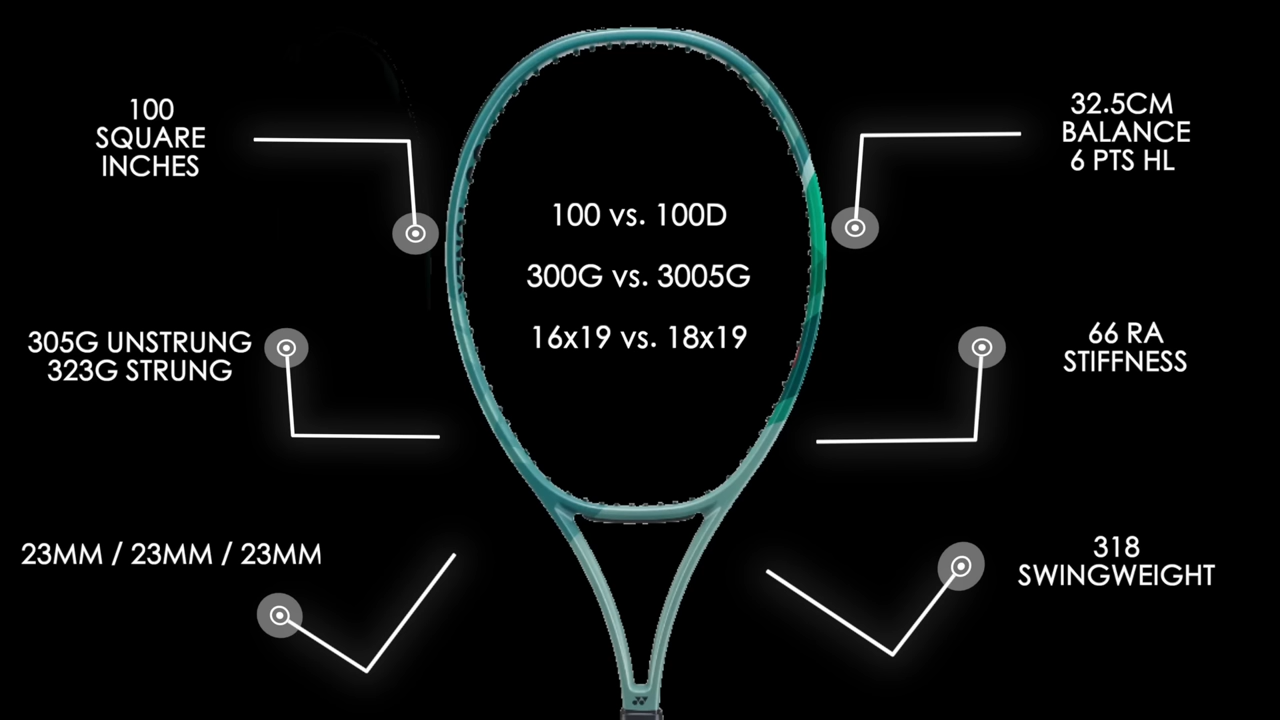 100
SQUARE
INCHES
32.5CM
BALANCE
6 PTS HL
100 vs. 100D
300G vs. 3005G
16x19 vs. 18x19
305G UNSTRUNG
323G STRUNG
66 RA
STIFFNESS
23MM / 23MM / 23MM
318
SWINGWEIGHT